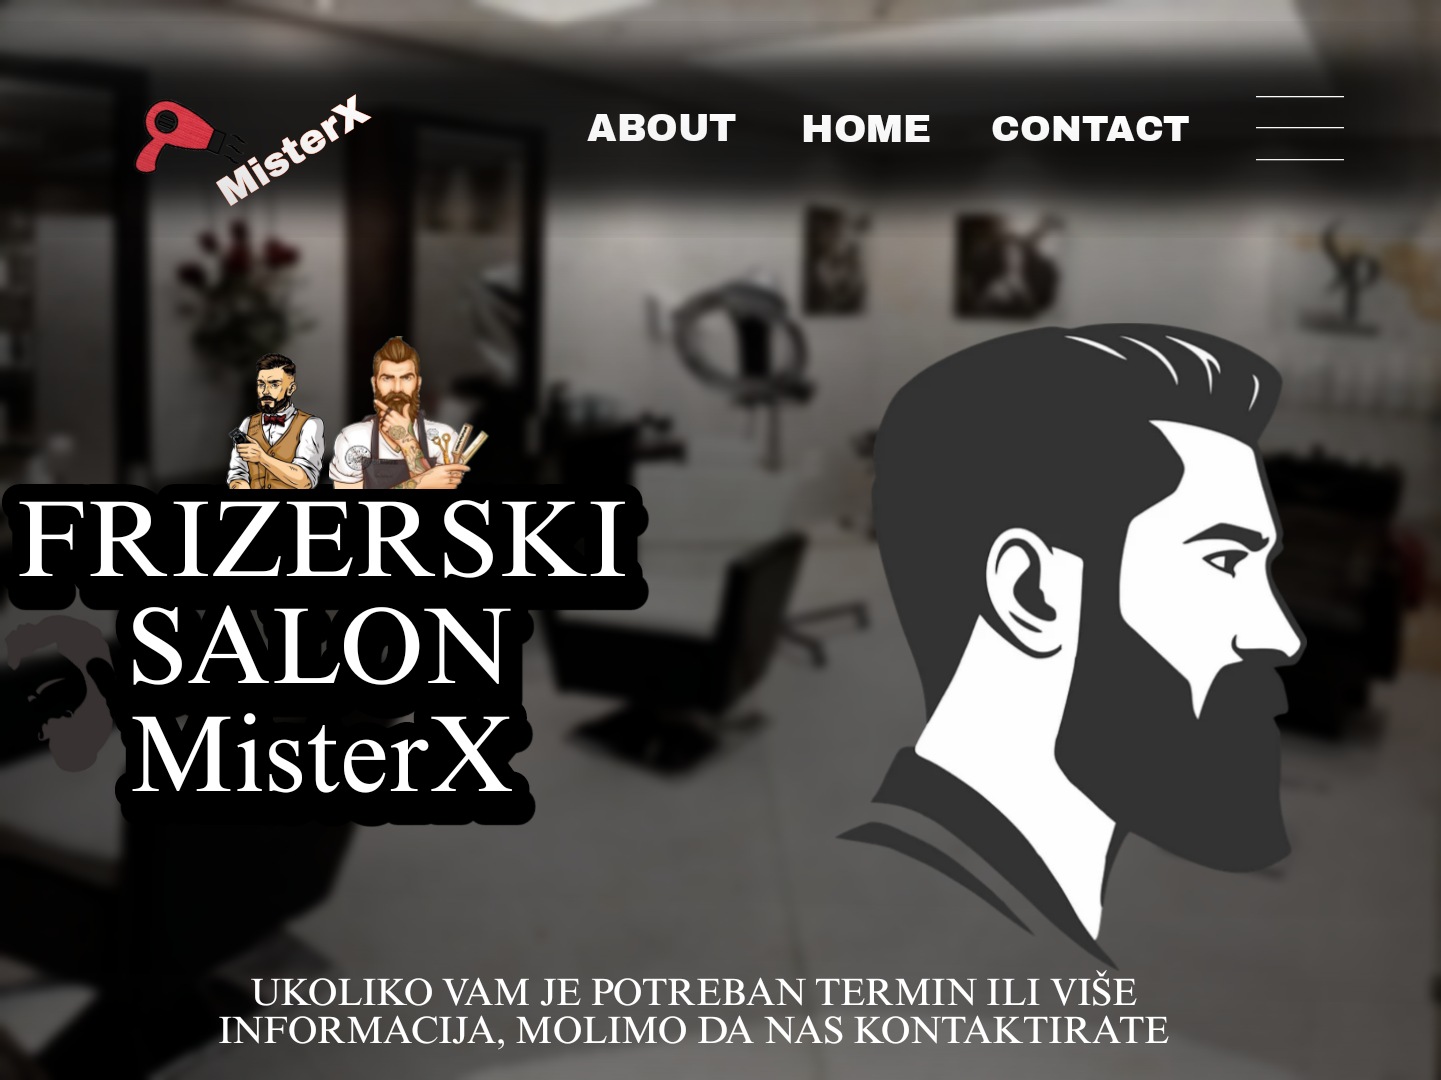 MisterX
ABOUT HOME CONTACT
FRIZERSKI
SALON
MisterX
UKOLIKO VAM JE POTREBAN TERMIN ILI VIŠE
INFORMACIJA, MOLIMO DA NAS KONTAKTIRATE